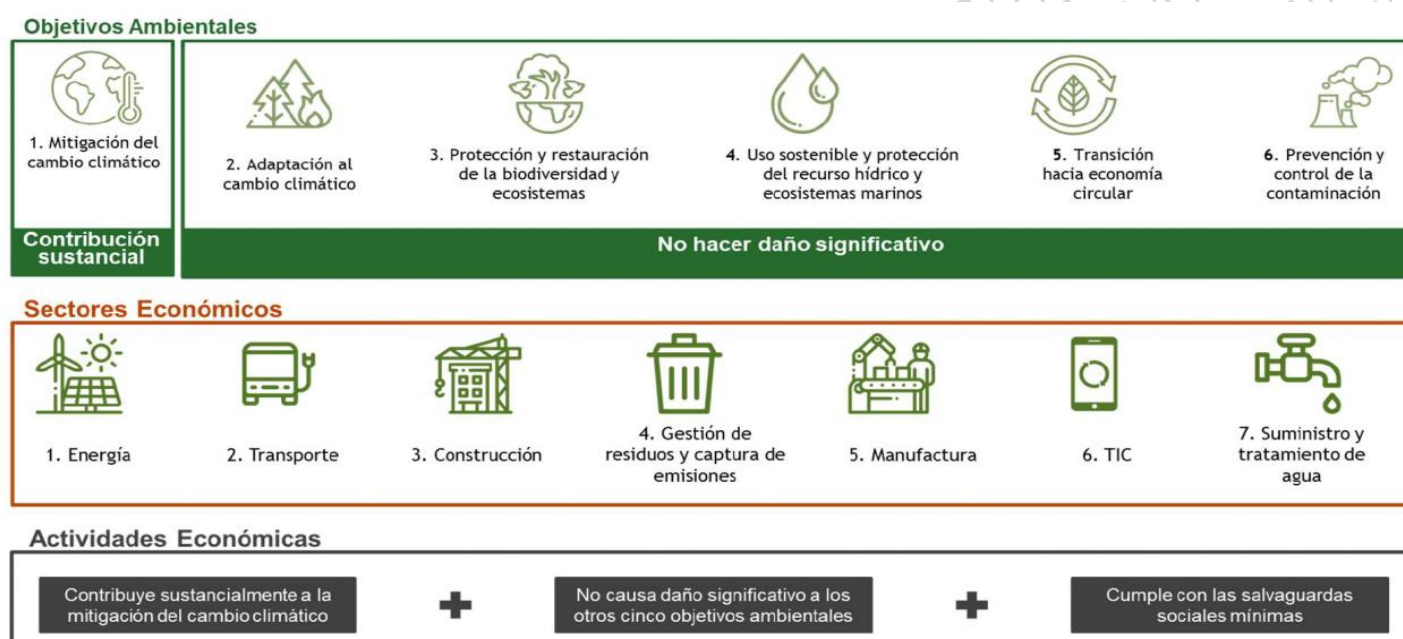 Objetivos Ambientales
1. Mitigación del
cambio climático
2. Adaptación al
cambio climático
3. Protección y restauración
de la biodiversidad y
ecosistemas
4. Uso sostenible y protección
del recurso hídrico y
ecosistemas marinos
5. Transición
hacia economía
circular
6. Prevención y
control de la
contaminación
Contribución
sustancial
No hacer daño significativo
Sectores Económicos
1. Energía
2. Transporte
3. Construcción
4. Gestión de
residuos y captura de
emisiones
5. Manufactura
6. TIC
7. Suministro y
tratamiento de
agua
Actividades Económicas
Contribuye sustancialmente a la
mitigación del cambio climático
+
No causa daño significativo a los
otros cinco objetivos ambientales
+
Cumple con las salvaguardas
sociales mínimas